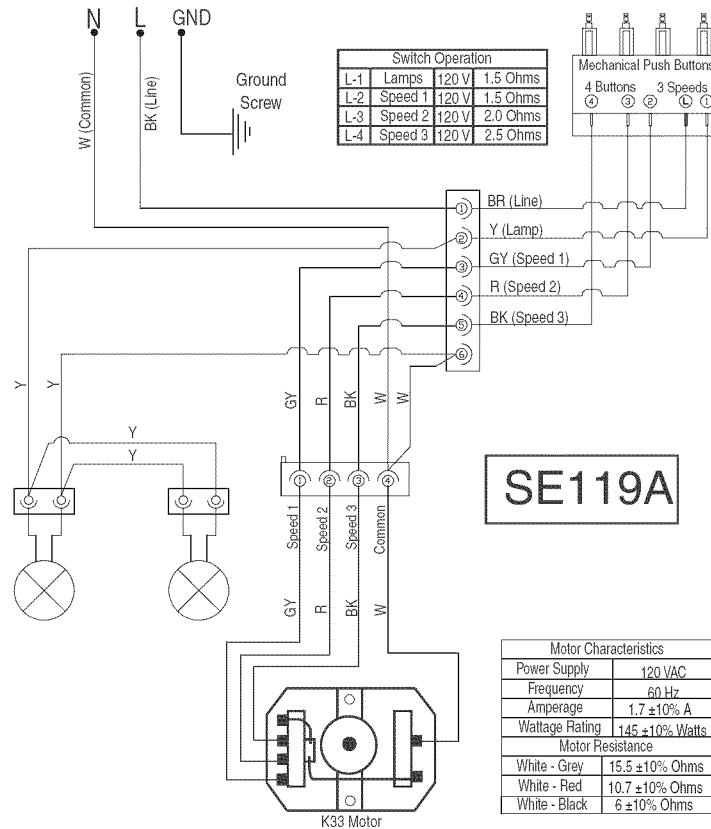 N L GND
W (Common)
BK (Line)
Ground
Screw
Switch Operation
L-1 Lamps 120 V 1.5 Ohms
L-2 Speed 1 120 V 1.5 Ohms
L-3 Speed 2 120 V 2.0 Ohms
L-4 Speed 3 120 V 2.5 Ohms
Mechanical Push Buttons
4 Buttons 3 Speeds
4 3 2 L 1
1 BR (Line)
2 Y (Lamp)
3 GY (Speed 1)
4 R (Speed 2)
5 BK (Speed 3)
6
Y Y
GY R BK W W
Y
Y
1 2 3 4
SE119A
Speed 1
Speed 2
Speed 3
Common
GY R BK W
K33 Motor
Motor Characteristics
Power Supply 120 VAC
Frequency 60 Hz
Amperage 1.7 ±10% A
Wattage Rating 145 ±10% Watts
Motor Resistance
White - Grey 15.5 ±10% Ohms
White - Red 10.7 ±10% Ohms
White - Black 6 ±10% Ohms